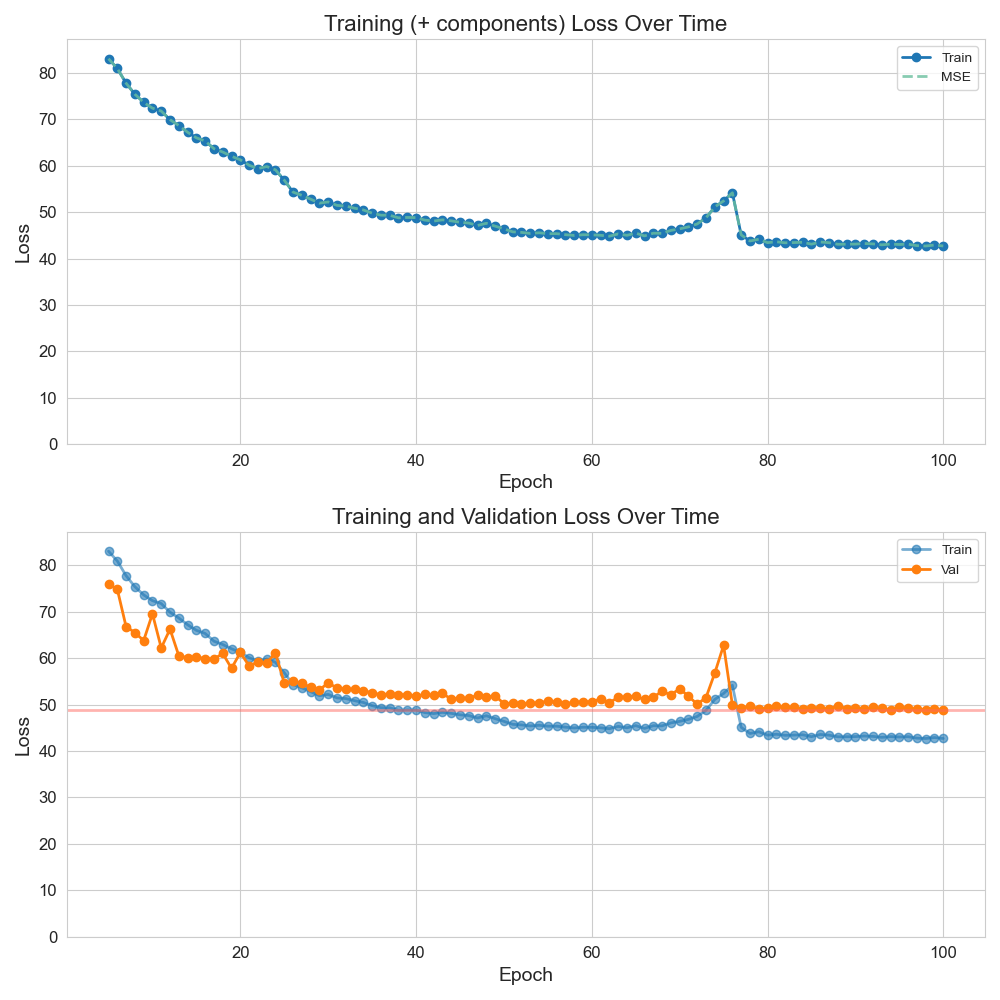 Training (+ components) Loss Over Time
Train
MSE
Loss
80
70
60
50
40
30
20
10
0
20 40 60 80 100
Epoch
Training and Validation Loss Over Time
Train
Val
Loss
80
70
60
50
40
30
20
10
0
20 40 60 80 100
Epoch